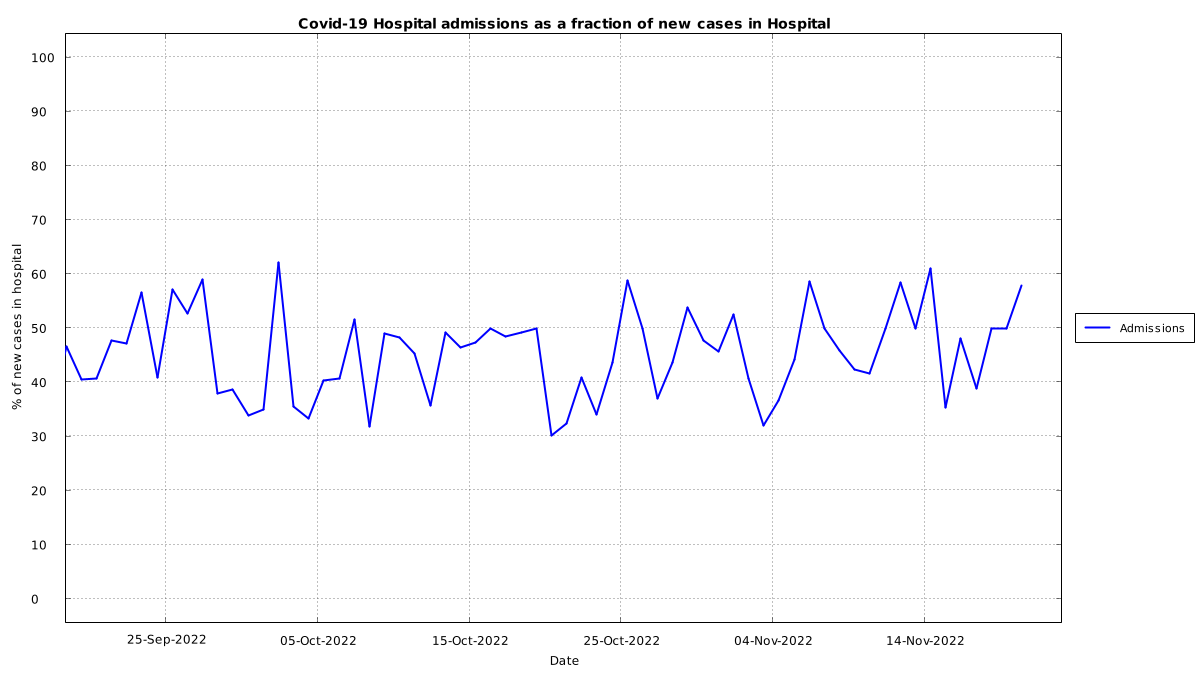 Covid-19 Hospital admissions as a fraction of new cases in Hospital
100
90
80
70
60
50
40
30
20
10
0
% of new cases in hospital
25-Sep-2022
05-Oct-2022
15-Oct-2022
25-Oct-2022
04-Nov-2022
14-Nov-2022
Date
Admissions